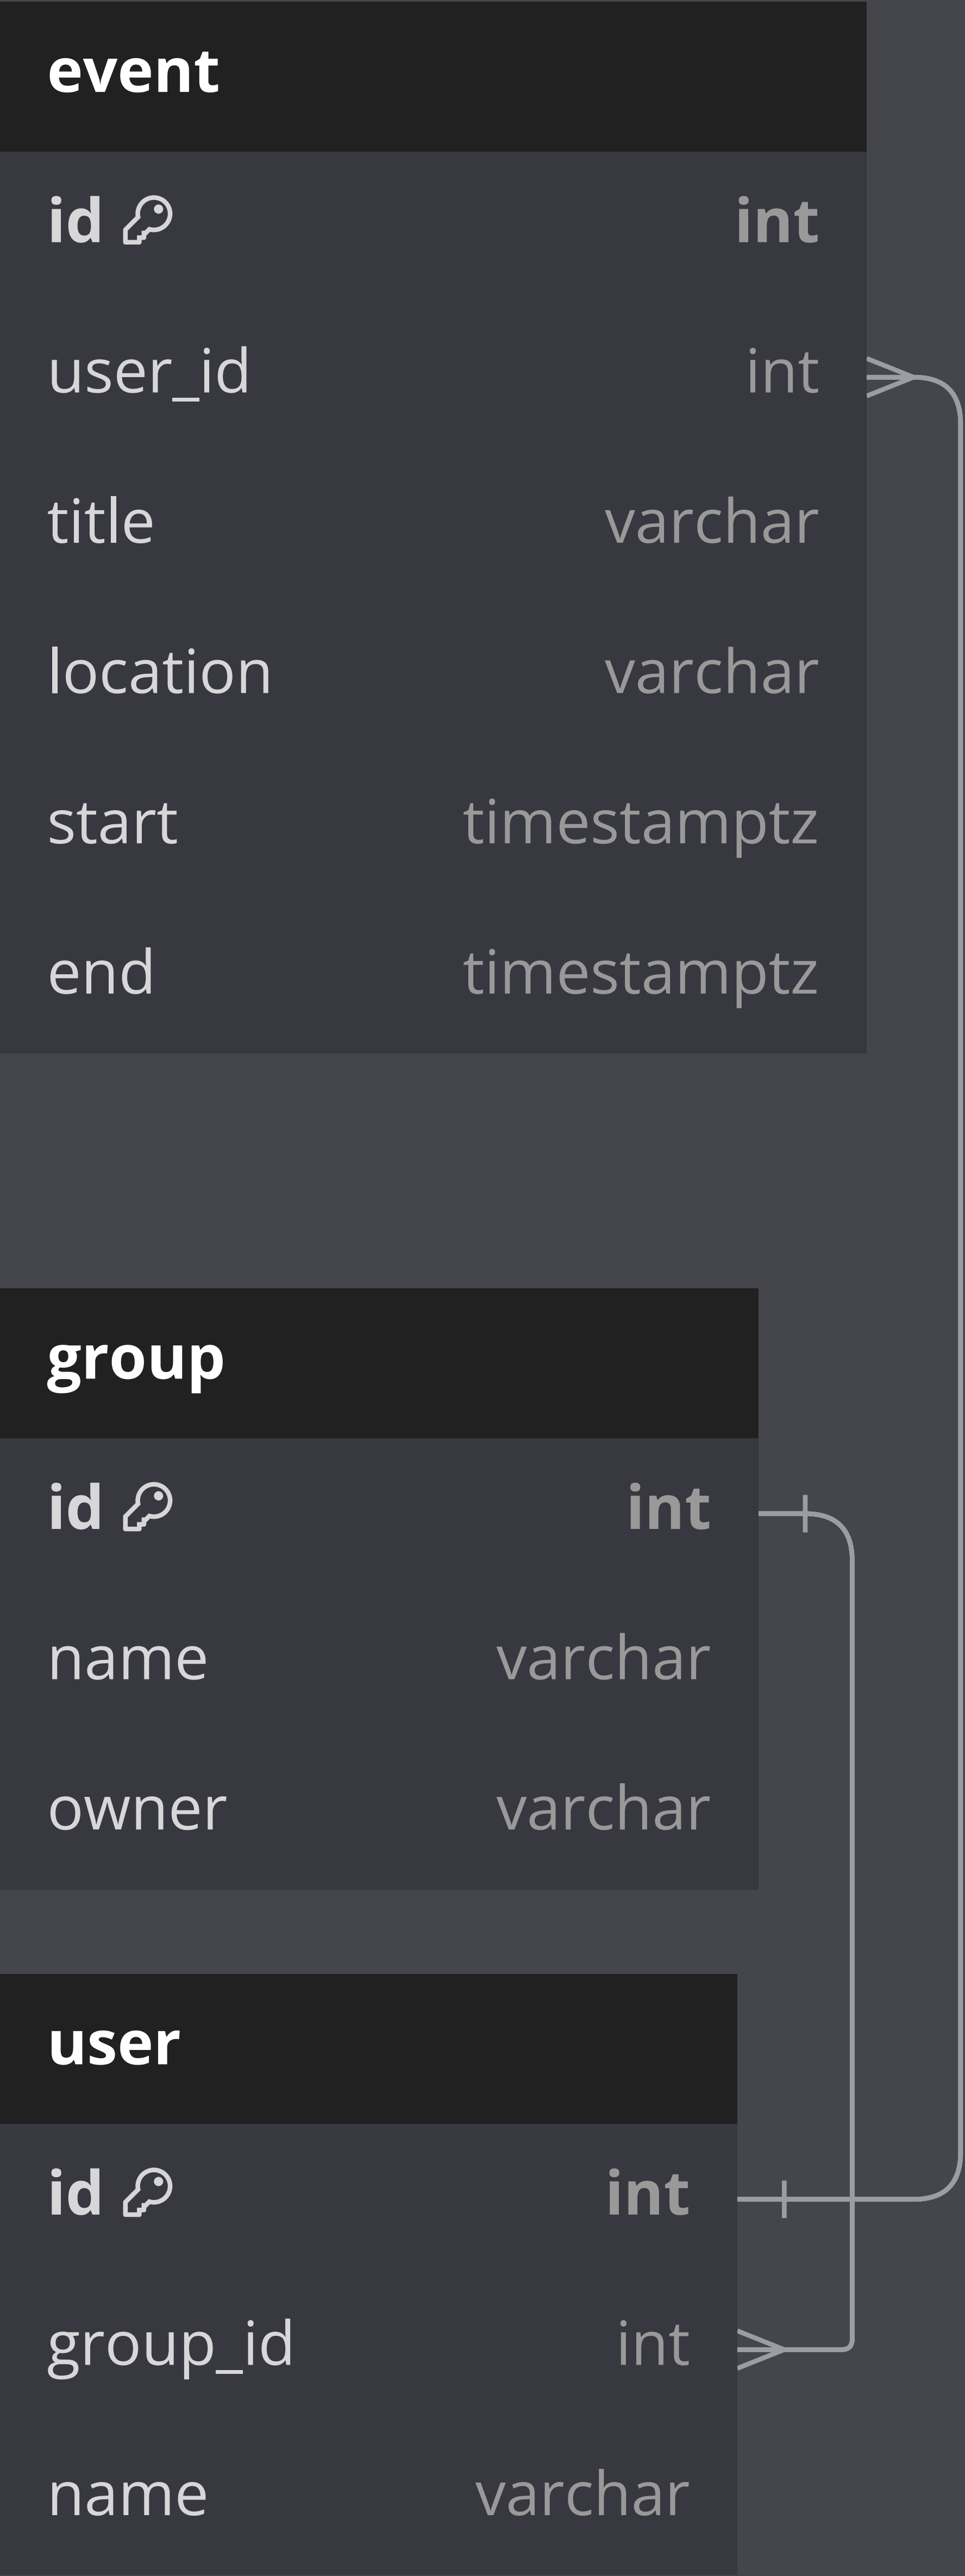 event
id int
user_id int
title varchar
location varchar
start timestamptz
end timestamptz
group
id int
name varchar
owner varchar
user
id int
group_id int
name varchar